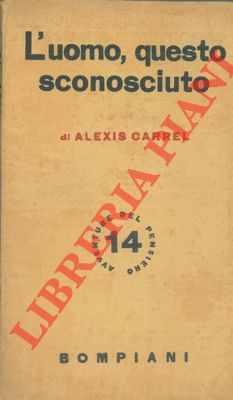 L'uomo, questo
sconosciuto
di ALEXIS CARREL
AVVENTURE DEL PENSIERO
14
BOMPIANI
LIBRERIA PIANI